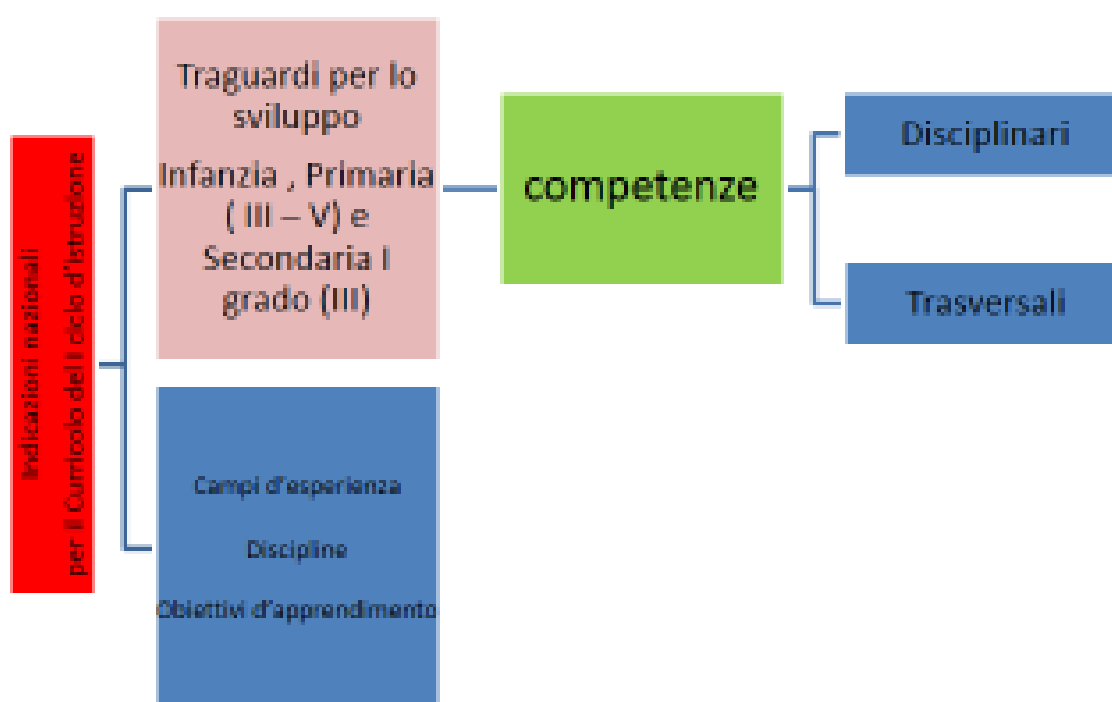 Indicazioni nazionali
per il Curricolo del I ciclo d'istruzione
Traguardi per lo
sviluppo
Infanzia , Primaria
( III – V) e
Secondaria I
grado (III)
Campi d'esperienza
Discipline
Obiettivi d'apprendimento
competenze
Disciplinari
Trasversali